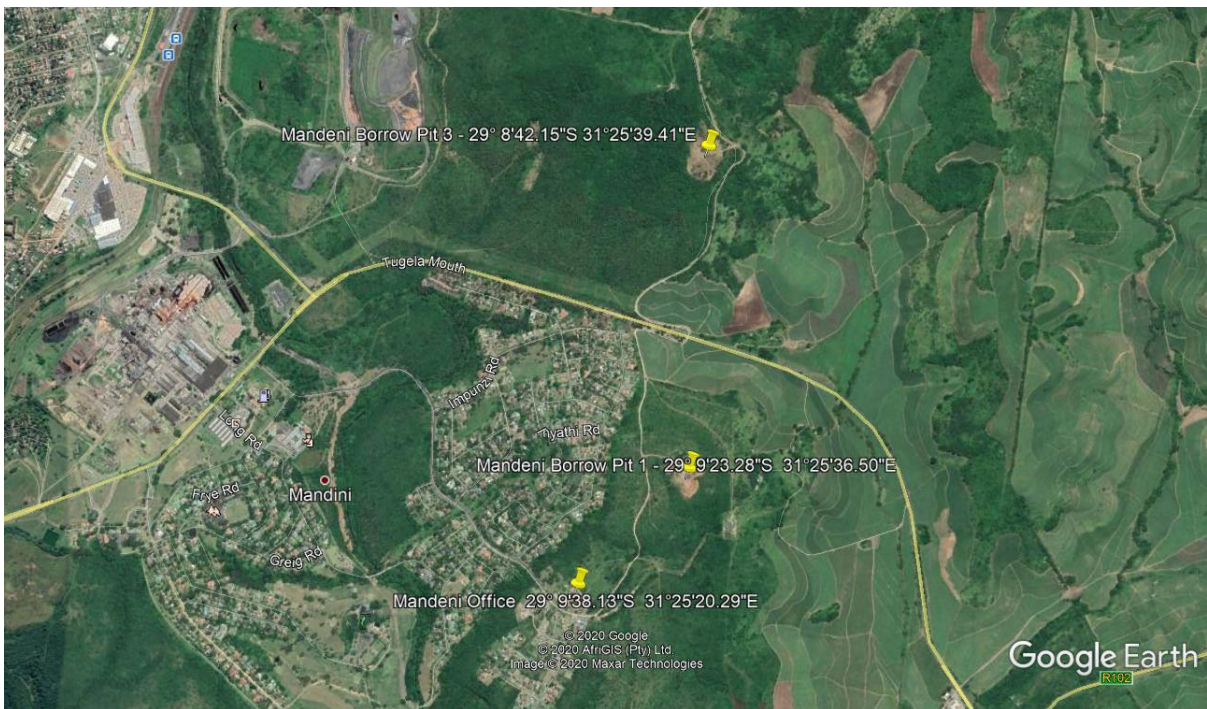 Mandeni Borrow Pit 3 - 29° 8'42.15"S 31°25'39.41"E
Tugela Mouth
Impunzi Rd
Inyathi Rd
Long Rd
Mandeni Borrow Pit 1 - 29° 9'23.28"S  31°25'36.50"E
Frye Rd
Mandini
Greig Rd
Mandeni Office  29° 9'38.13"S  31°25'20.29"E
© 2020 Google
© 2020 AfriGIS (Pty) Ltd.
Image © 2020 Maxar Technologies
Google Earth
R102